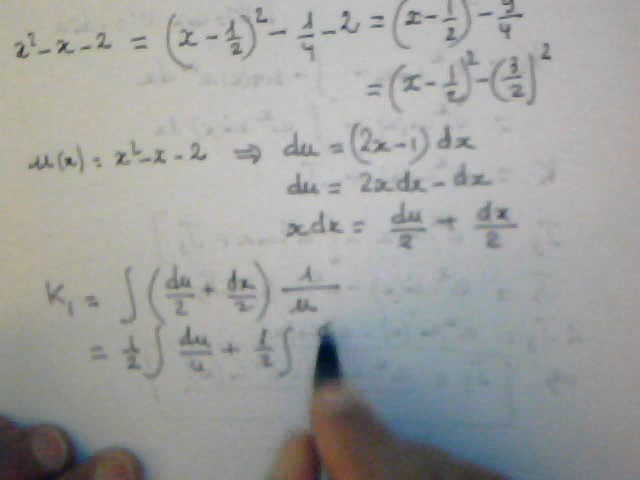 x² - x - 2 = (x - 1/2)² - 1/4 - 2 = (x - 1/2)² - 9/4
= (x - 1/2)² - (3/2)²
u(x) = x² - x - 2 ⇒ du = (2x - 1) dx
du = 2x dx - dx
x dx = du/2 + dx/2
K₁ = ∫ (du/2 + dx/2) 1/u
= 1/2 ∫ du/u + 1/2 ∫